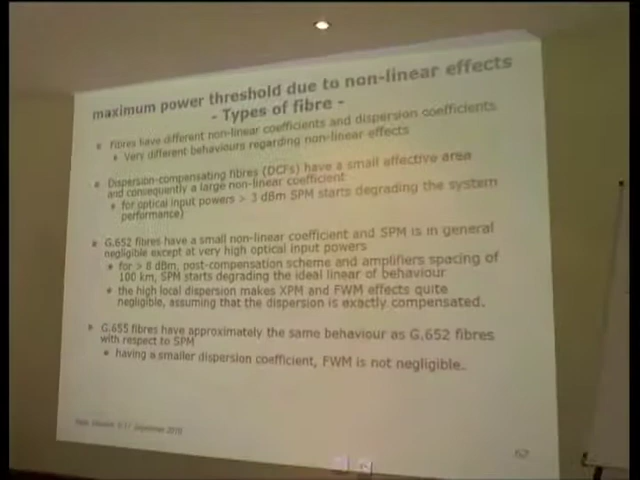 maximum power threshold due to non-linear effects
- Types of fibre -
Fibres have different non-linear coefficients and dispersion coefficients
Very different behaviours regarding non-linear effects
Dispersion-compensating fibres (DCFs) have a small effective area
and consequently a large non-linear coefficient
for optical input powers > 3 dBm SPM starts degrading the system
performance)
G.652 fibres have a small non-linear coefficient and SPM is in general
negligible except at very high optical input powers
for > 8 dBm, post-compensation scheme and amplifiers spacing of
100 km, SPM starts degrading the ideal linear of behaviour
the high local dispersion makes XPM and FWM effects quite
negligible, assuming that the dispersion is exactly compensated.
G.655 fibres have approximately the same behaviour as G.652 fibres
with respect to SPM
having a smaller dispersion coefficient, FWM is not negligible.
September
62